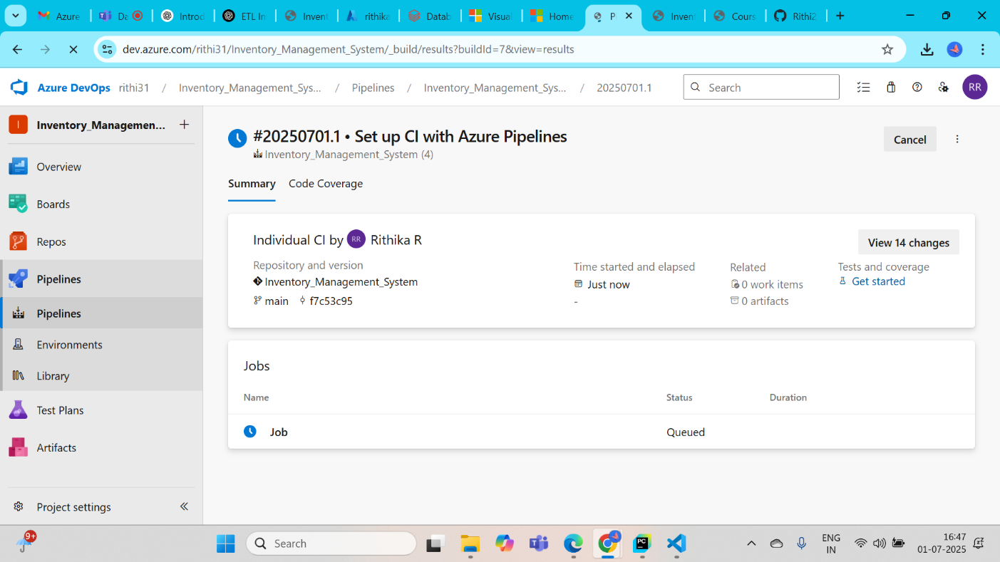 Azure
Da
Introd
ETL In
Invent
rithika
Datab
Visual
Home
P
Invent
Cours
Rithi2
dev.azure.com/rithi31/Inventory_Management_System/_build/results?buildId=7&view=results
Azure DevOps rithi31 / Inventory_Management_Sys... / Pipelines / Inventory_Management_Sys... / 20250701.1
Search
RR
I Inventory_Managemen...
Overview
Boards
Repos
Pipelines
Pipelines
Environments
Library
Test Plans
Artifacts
Project settings
#20250701.1 • Set up CI with Azure Pipelines
Inventory_Management_System (4)
Cancel
Summary Code Coverage
Individual CI by RR Rithika R
View 14 changes
Repository and version
Inventory_Management_System
main f7c53c95
Time started and elapsed
Just now
-
Related
0 work items
0 artifacts
Tests and coverage
Get started
Jobs
Name Status Duration
Job Queued
9+
Search
PC
ENG
IN
16:47
01-07-2025